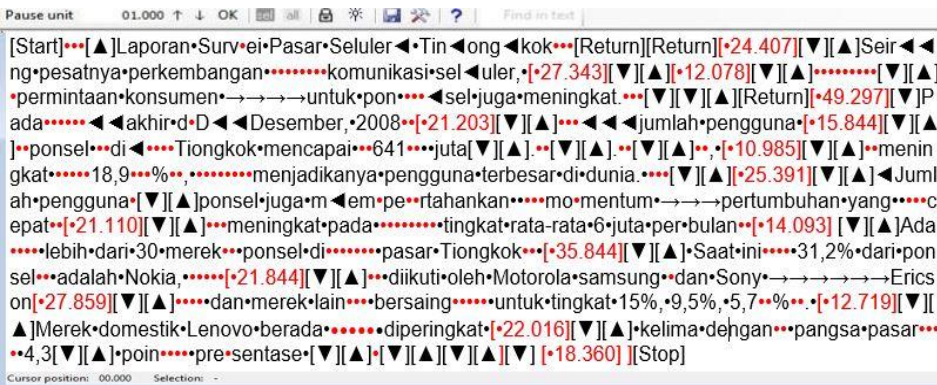 Pause unit 01.000 ↑ ↓ OK sel all ? Find in text
[Start]•••[▲]Laporan•Surv•ei•Pasar•Seluler◄•Tin◄ong◄kok•••[Return][Return][•24.407][▼][▲]Seir◄◄
ng•pesatnya•perkembangan•••••••••komunikasi•sel◄uler,•[•27.343][▼][▲][•12.078][▼][▲]•••••••••[▼][▲]
•permintaan•konsumen•→→→→untuk•pon••••◄sel•juga•meningkat.•••[▼][▼][▲][Return][•49.297][▼]P
ada••••••◄◄akhir•d•D◄◄Desember,•2008••[•21.203][▼][▲]•••◄◄◄jumlah•pengguna•[•15.844][▼][▲
]••ponsel•••di◄••••Tiongkok•mencapai•••641••••juta[▼][▲].••[▼][▲].••[▼][▲]••,•[•10.985][▼][▲]••menin
gkat••••••18,9•••%••,•••••••••menjadikanya•pengguna•terbesar•di•dunia.••••[▼][▲][•25.391][▼][▲]◄Juml
ah•pengguna•[▼][▲]ponsel•juga•m◄em•pe••rtahankan•••••mo•mentum•→→→pertumbuhan•yang•••••c
epat••[•21.110][▼][▲]•••meningkat•pada•••••••••tingkat•rata-rata•6•juta•per•bulan••[•14.093] [▼][▲]Ada
•••••lebih•dari•30•merek•••ponsel•di•••••••pasar•Tiongkok•••[•35.844][▼][▲]•Saat•ini•••••31,2%•dari•pon
sel•••adalah•Nokia,••••••[•21.844][▼][▲]•••diikuti•oleh•Motorola•samsung••dan•Sony•→→→→→→Erics
on[•27.859][▼][▲]•••••dan•merek•lain••••bersaing••••••untuk•tingkat•15%,•9,5%,•5,7••%••.•[•12.719][▼][
▲]Merek•domestik•Lenovo•berada••••••diperingkat•[•22.016][▼][▲]•kelima•dengan•••pangsa•pasar•••
••4,3[▼][▲]•poin•••••pre•sentase•[▼][▲]•[▼][▲][▼][▲][▼] [•18.360] ][Stop]
Cursor position: 00.000 Selection: -